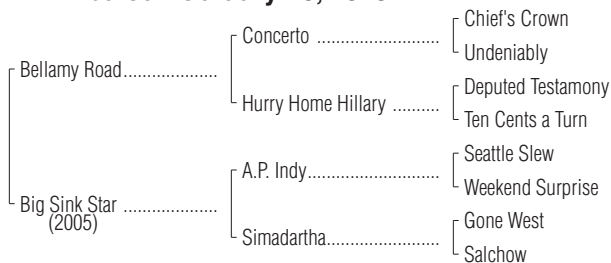 Chief's Crown
Concerto ................................
Undeniably
Bellamy Road.....................
Deputed Testamony
Hurry Home Hillary ............
Ten Cents a Turn
Seattle Slew
A.P. Indy..................................
Weekend Surprise
Big Sink Star .....................
(2005)
Gone West
Simadartha.............................
Salchow